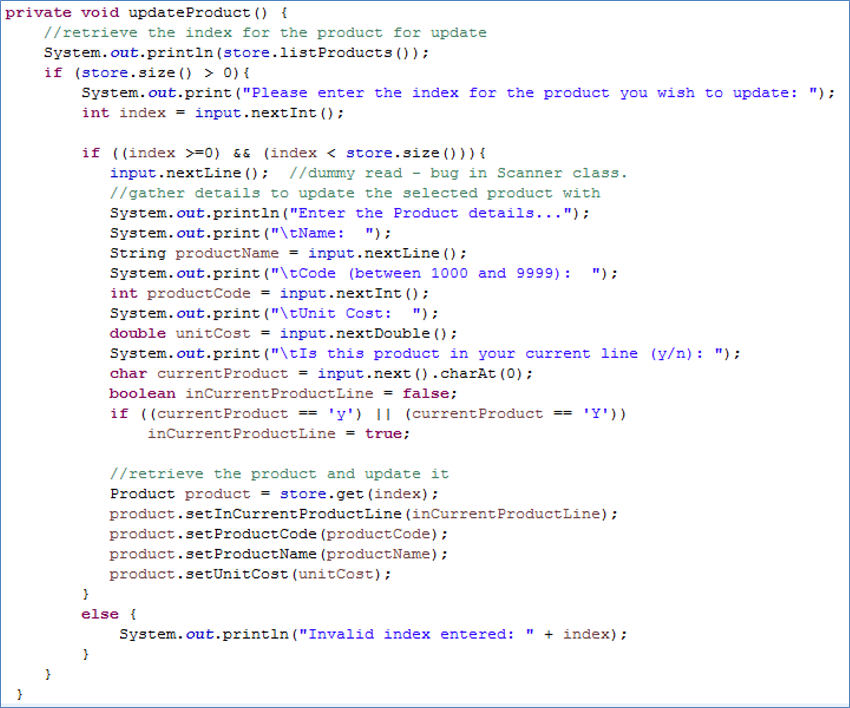 private void updateProduct() {
    //retrieve the index for the product for update
    System.out.println(store.listProducts());
    if (store.size() > 0){
        System.out.print("Please enter the index for the product you wish to update: ");
        int index = input.nextInt();

        if ((index >=0) && (index < store.size())){
           input.nextLine();  //dummy read - bug in Scanner class.
           //gather details to update the selected product with
           System.out.println("Enter the Product details...");
           System.out.print("\tName:  ");
           String productName = input.nextLine();
           System.out.print("\tCode (between 1000 and 9999):  ");
           int productCode = input.nextInt();
           System.out.print("\tUnit Cost:  ");
           double unitCost = input.nextDouble();
           System.out.print("\tIs this product in your current line (y/n): ");
           char currentProduct = input.next().charAt(0);
           boolean inCurrentProductLine = false;
           if ((currentProduct == 'y') || (currentProduct == 'Y'))
               inCurrentProductLine = true;

           //retrieve the product and update it
           Product product = store.get(index);
           product.setInCurrentProductLine(inCurrentProductLine);
           product.setProductCode(productCode);
           product.setProductName(productName);
           product.setUnitCost(unitCost);
        }
        else {
            System.out.println("Invalid index entered: " + index);
        }
    }
 }